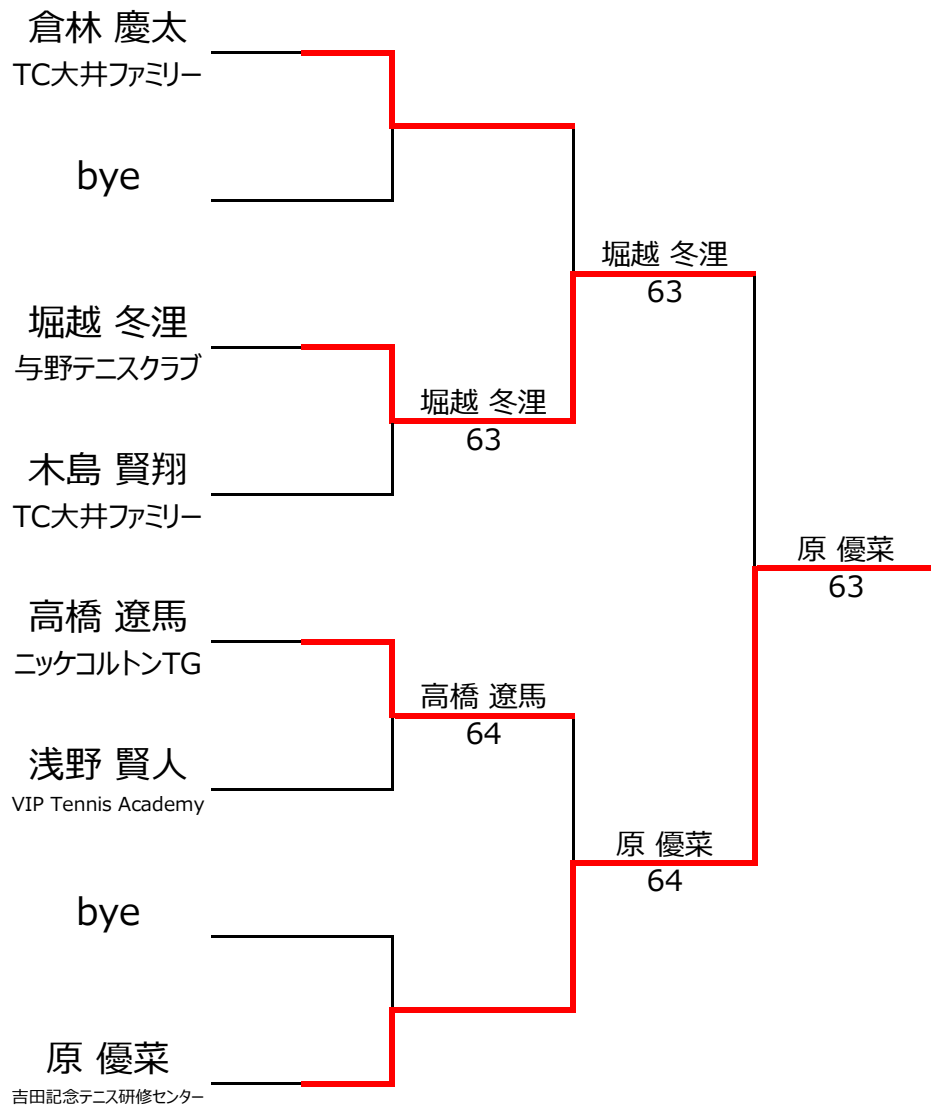 倉林 慶太
TC大井ファミリー
bye
堀越 冬浬
与野テニスクラブ
木島 賢翔
TC大井ファミリー
高橋 遼馬
ニッケコルトンTG
浅野 賢人
VIP Tennis Academy
bye
原 優菜
吉田記念テニス研修センター
堀越 冬浬
63
高橋 遼馬
64
堀越 冬浬
63
原 優菜
64
原 優菜
63